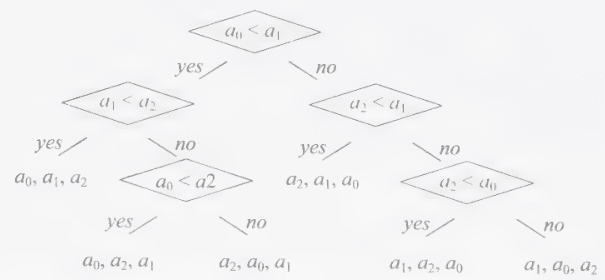 a₀ < a₁
yes no
a₁ < a₂ a₂ < a₁
yes no yes no
a₀, a₁, a₂ a₀ < a2 a₂, a₁, a₀ a₂ < a₀
yes no yes no
a₀, a₂, a₁ a₂, a₀, a₁ a₁, a₂, a₀ a₁, a₀, a₂